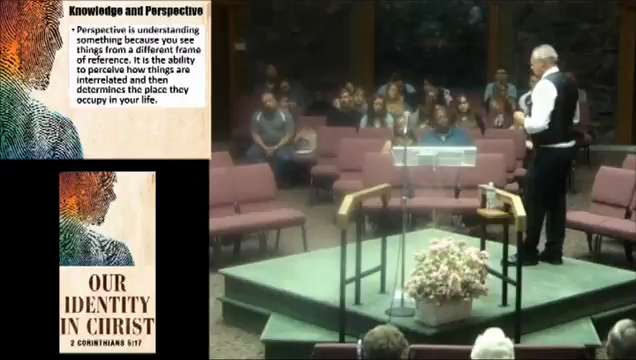 Knowledge and Perspective
• Perspective is understanding
something because you see
things from a different frame
of reference. It is the ability
to perceive how things are
interrelated and then
determines the place they
occupy in your life.
OUR
IDENTITY
IN CHRIST
2 CORINTHIANS 5:17